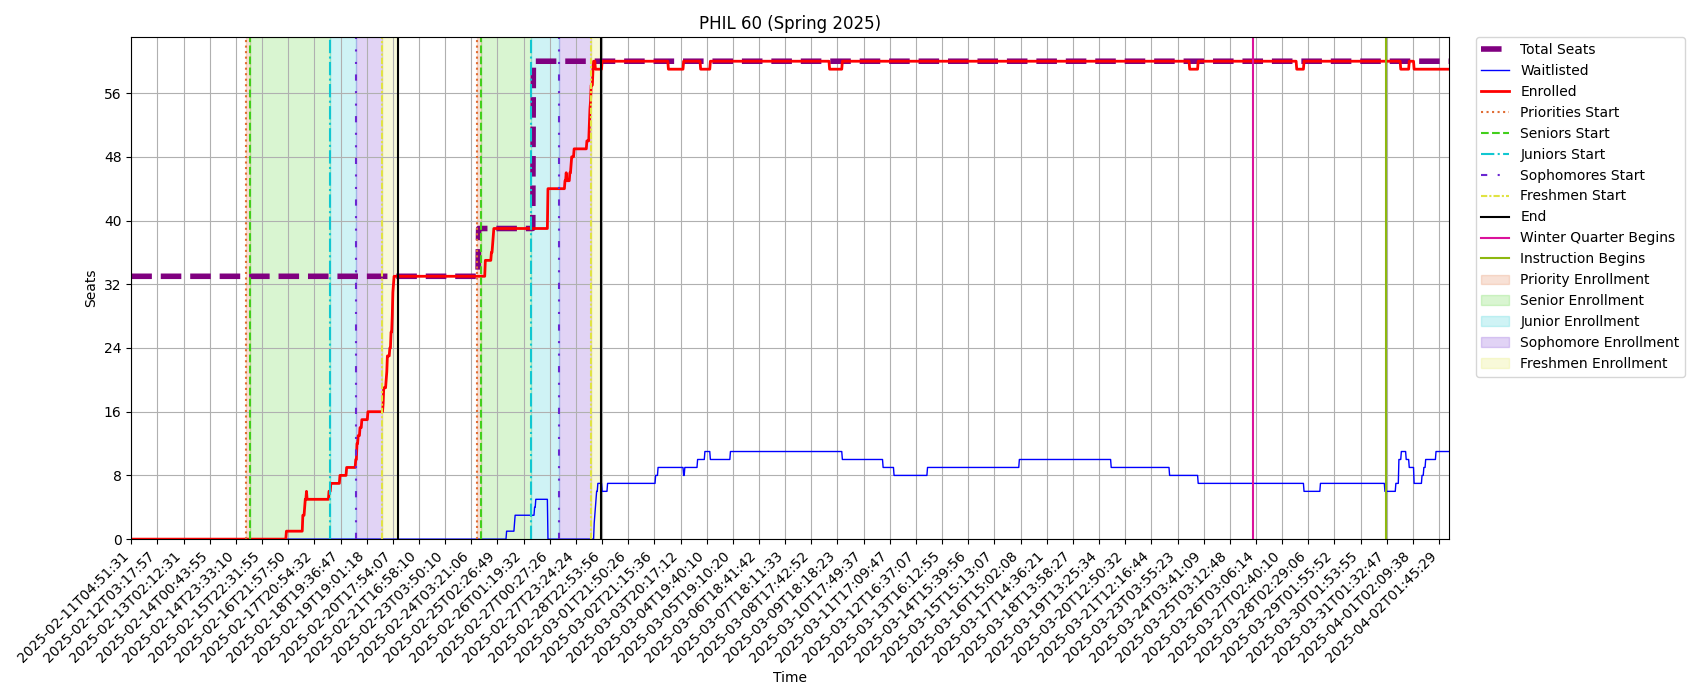 PHIL 60 (Spring 2025)
Seats
56
48
40
32
24
16
8
0
2025-02-11T04:51:31
2025-02-12T03:17:57
2025-02-13T02:12:31
2025-02-14T00:43:55
2025-02-14T23:33:10
2025-02-15T22:31:55
2025-02-16T21:57:50
2025-02-17T20:54:32
2025-02-18T19:36:47
2025-02-19T19:01:18
2025-02-20T17:54:07
2025-02-21T16:58:10
2025-02-23T03:50:10
2025-02-24T03:21:06
2025-02-25T02:26:49
2025-02-26T01:19:32
2025-02-27T00:27:26
2025-02-27T23:24:24
2025-02-28T22:53:56
2025-03-01T21:50:26
2025-03-02T21:15:36
2025-03-03T20:17:12
2025-03-04T19:40:10
2025-03-05T19:10:20
2025-03-06T18:41:42
2025-03-07T18:11:33
2025-03-08T17:42:52
2025-03-09T18:18:23
2025-03-10T17:49:37
2025-03-11T17:09:47
2025-03-12T16:37:07
2025-03-13T16:12:55
2025-03-14T15:39:56
2025-03-15T15:13:07
2025-03-16T15:02:08
2025-03-17T14:36:21
2025-03-18T13:58:27
2025-03-19T13:25:34
2025-03-20T12:50:32
2025-03-21T12:16:44
2025-03-23T03:55:23
2025-03-24T03:41:09
2025-03-25T03:12:48
2025-03-26T03:06:14
2025-03-27T02:40:10
2025-03-28T02:29:06
2025-03-29T01:55:52
2025-03-30T01:53:55
2025-03-31T01:32:47
2025-04-01T02:09:38
2025-04-02T01:45:29
Time
Total Seats
Waitlisted
Enrolled
Priorities Start
Seniors Start
Juniors Start
Sophomores Start
Freshmen Start
End
Winter Quarter Begins
Instruction Begins
Priority Enrollment
Senior Enrollment
Junior Enrollment
Sophomore Enrollment
Freshmen Enrollment